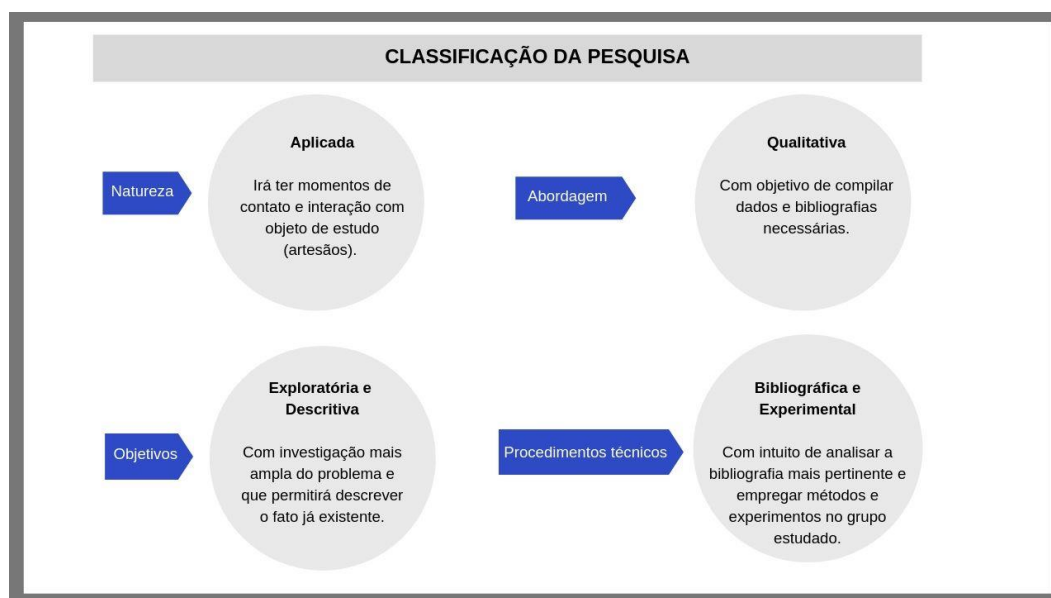 CLASSIFICAÇÃO DA PESQUISA
Natureza
Aplicada
Irá ter momentos de
contato e interação com
objeto de estudo
(artesãos).
Abordagem
Qualitativa
Com objetivo de compilar
dados e bibliografias
necessárias.
Objetivos
Exploratória e
Descritiva
Com investigação mais
ampla do problema e
que permitirá descrever
o fato já existente.
Procedimentos técnicos
Bibliográfica e
Experimental
Com intuito de analisar a
bibliografia mais pertinente e
empregar métodos e
experimentos no grupo
estudado.